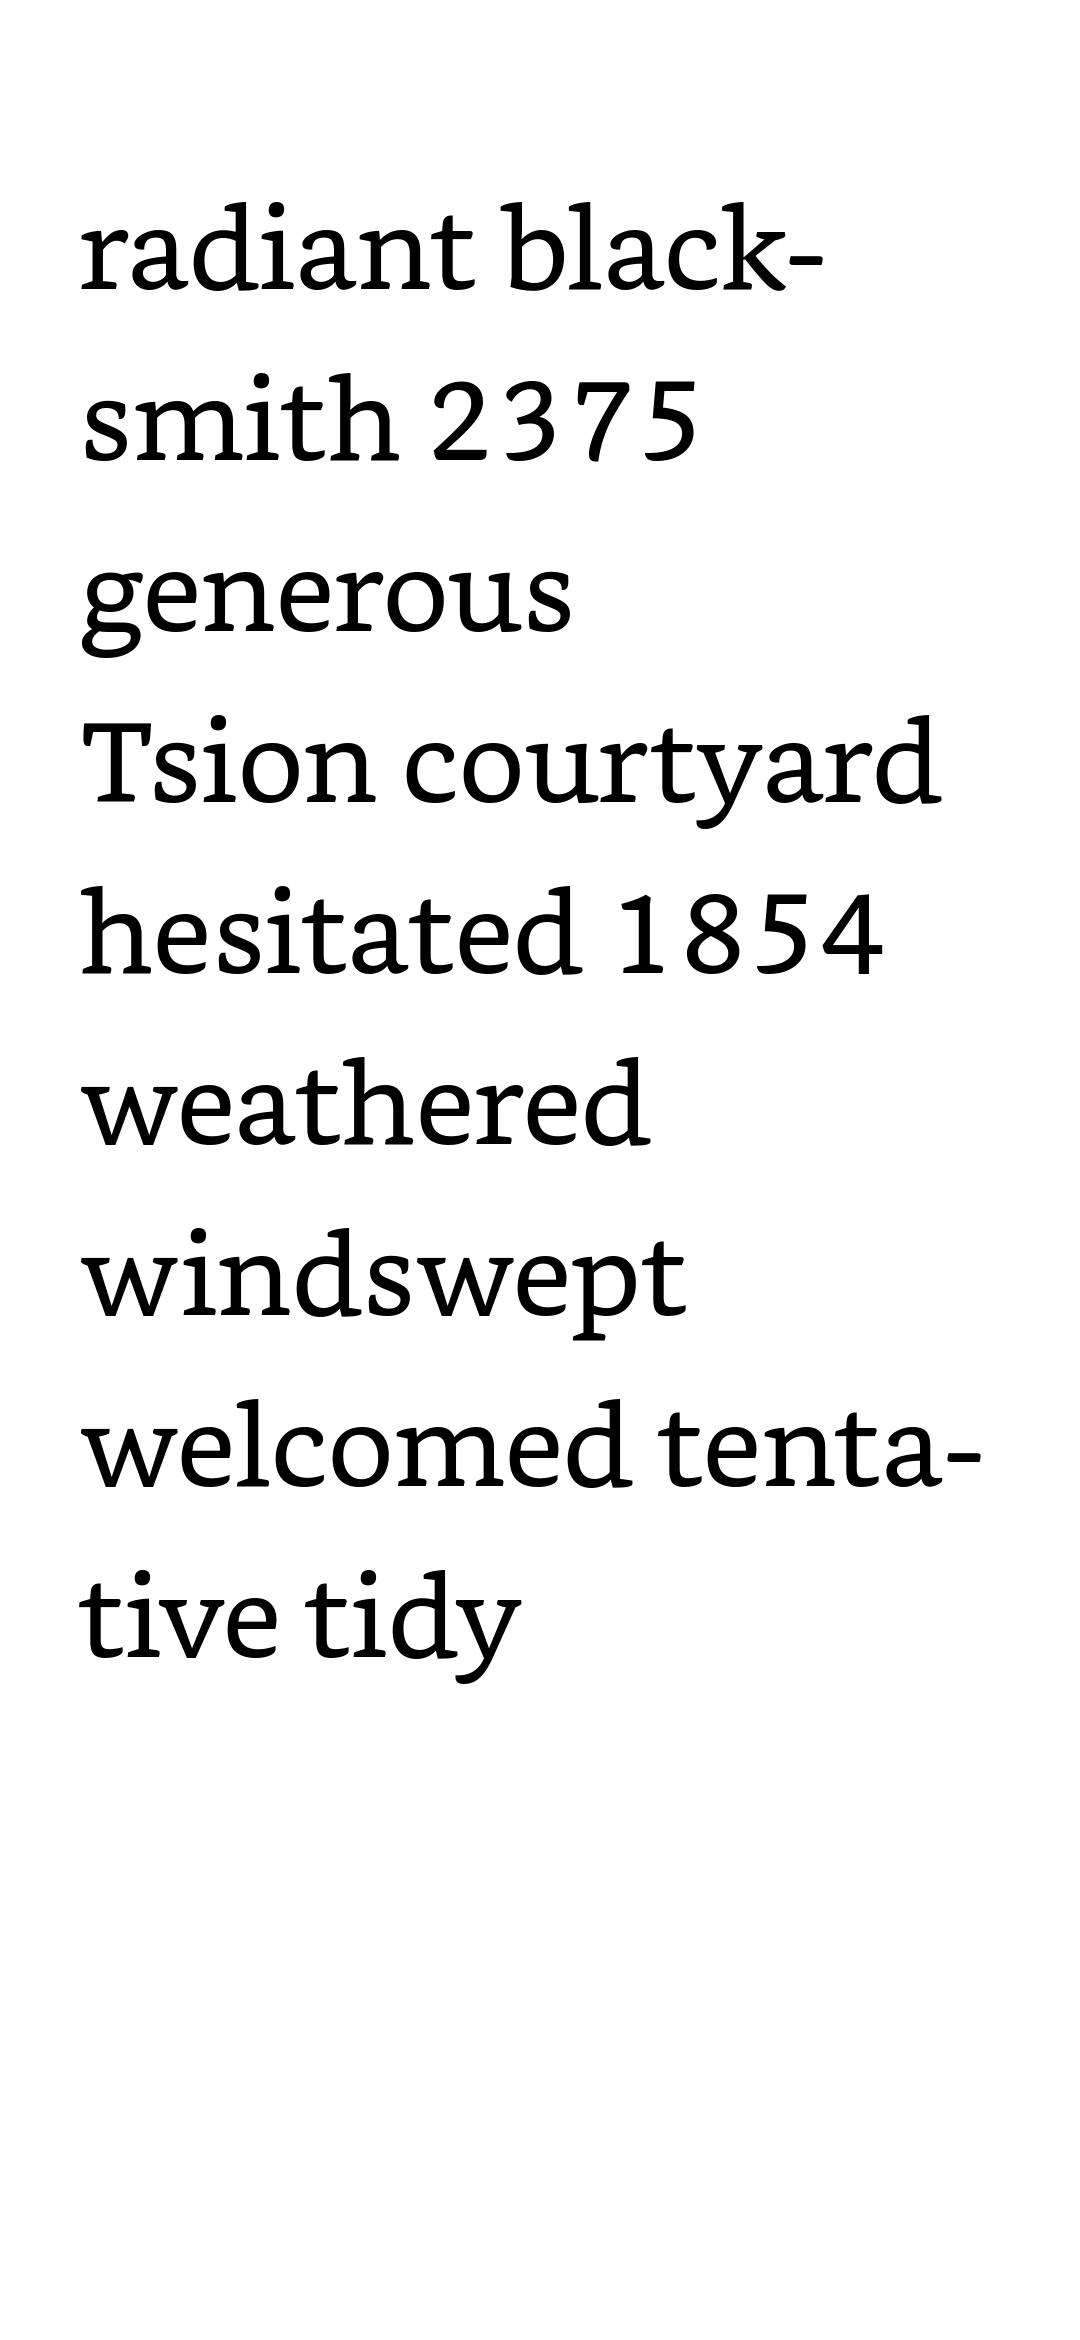 radiant black-
smith 2375
generous
Tsion courtyard
hesitated 1854
weathered
windswept
welcomed tenta-
tive tidy